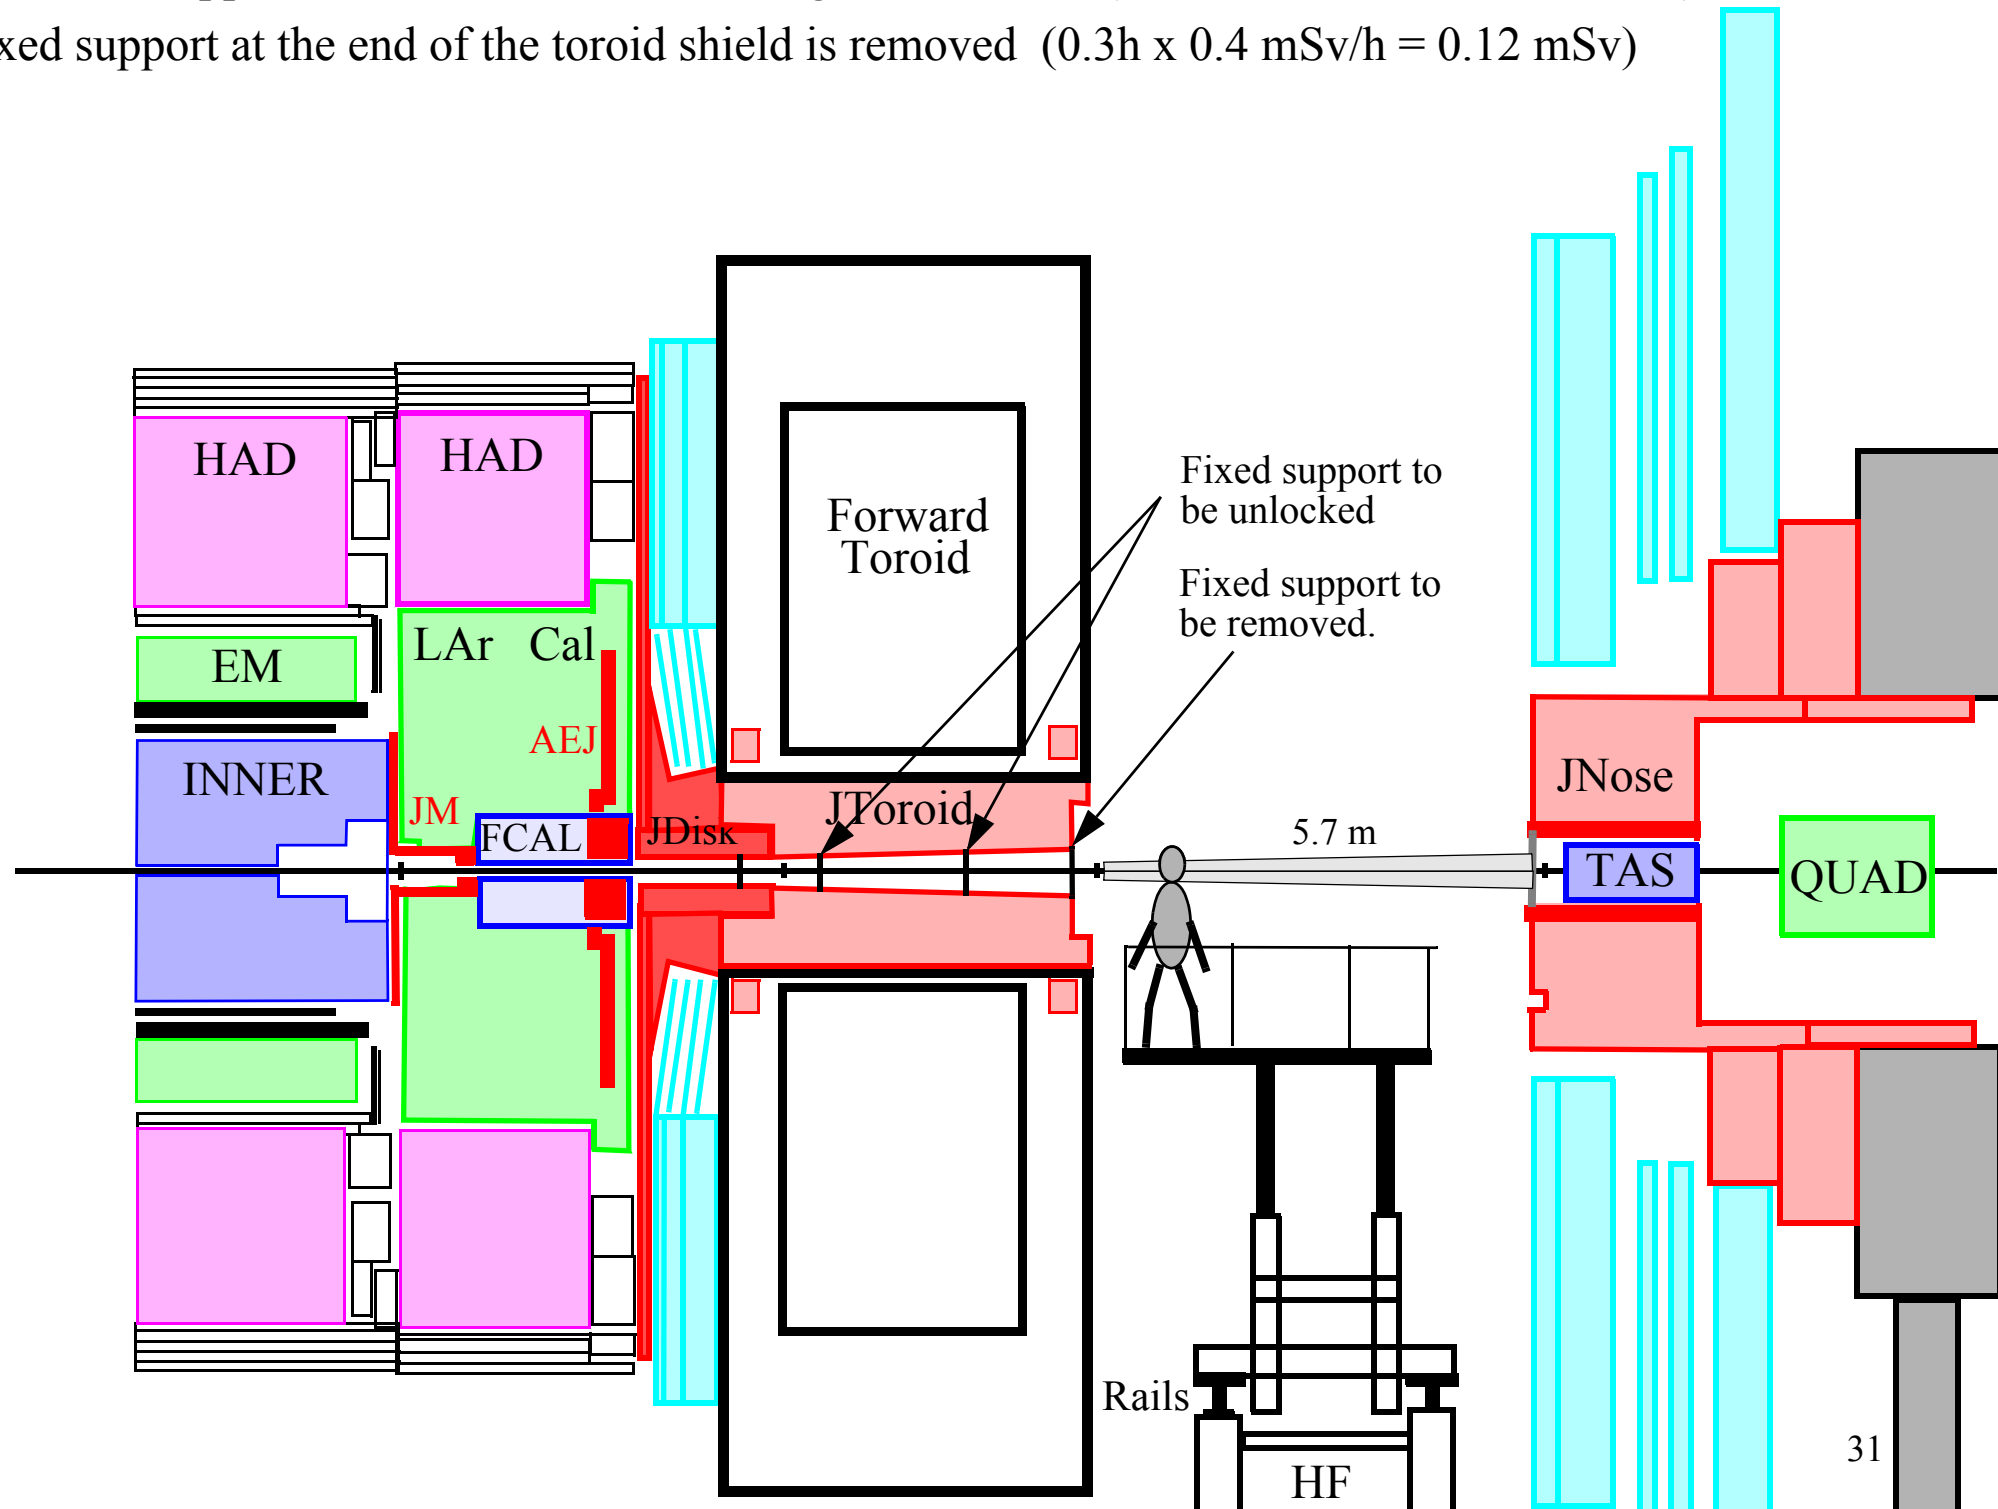 xed support at the end of the toroid shield is removed (0.3h x 0.4 mSv/h = 0.12 mSv)
HAD
HAD
Fixed support to
be unlocked
Forward
Toroid
Fixed support to
be removed.
LAr Cal
EM
AEJ
INNER
JM
JToroid
JNose
FCAL
JDisk
5.7 m
TAS
QUAD
Rails
31
HF